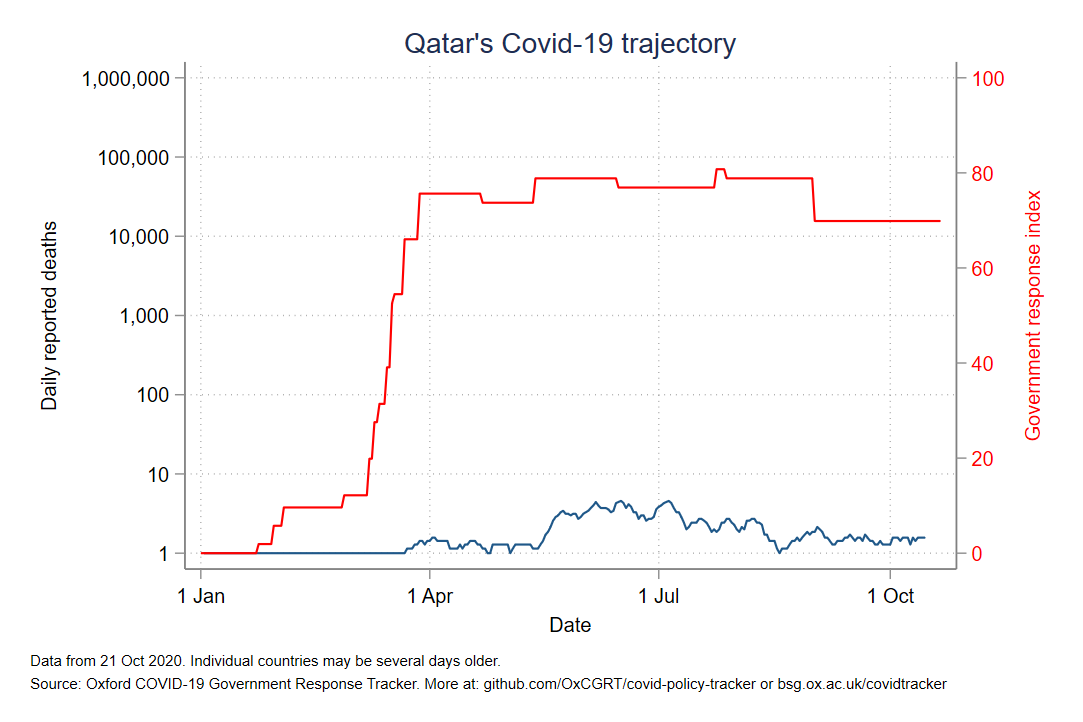 Qatar's Covid-19 trajectory
1,000,000
100,000
10,000
1,000
100
10
1
Daily reported deaths
100
80
60
40
20
0
Government response index
1 Jan
1 Apr
1 Jul
1 Oct
Date
Data from 21 Oct 2020. Individual countries may be several days older.
Source: Oxford COVID-19 Government Response Tracker. More at: github.com/OxCGRT/covid-policy-tracker or bsg.ox.ac.uk/covidtracker